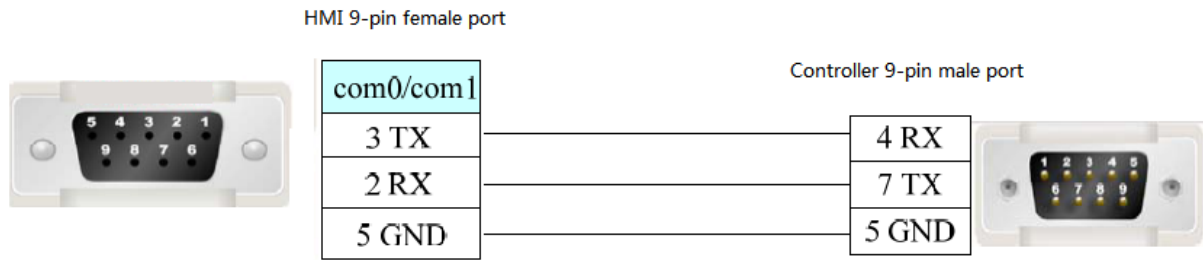 HMI 9-pin female port
Controller 9-pin male port
com0/com1
3 TX
2 RX
5 GND
4 RX
7 TX
5 GND
5 4 3 2 1
9 8 7 6
1 2 3 4 5
6 7 8 9